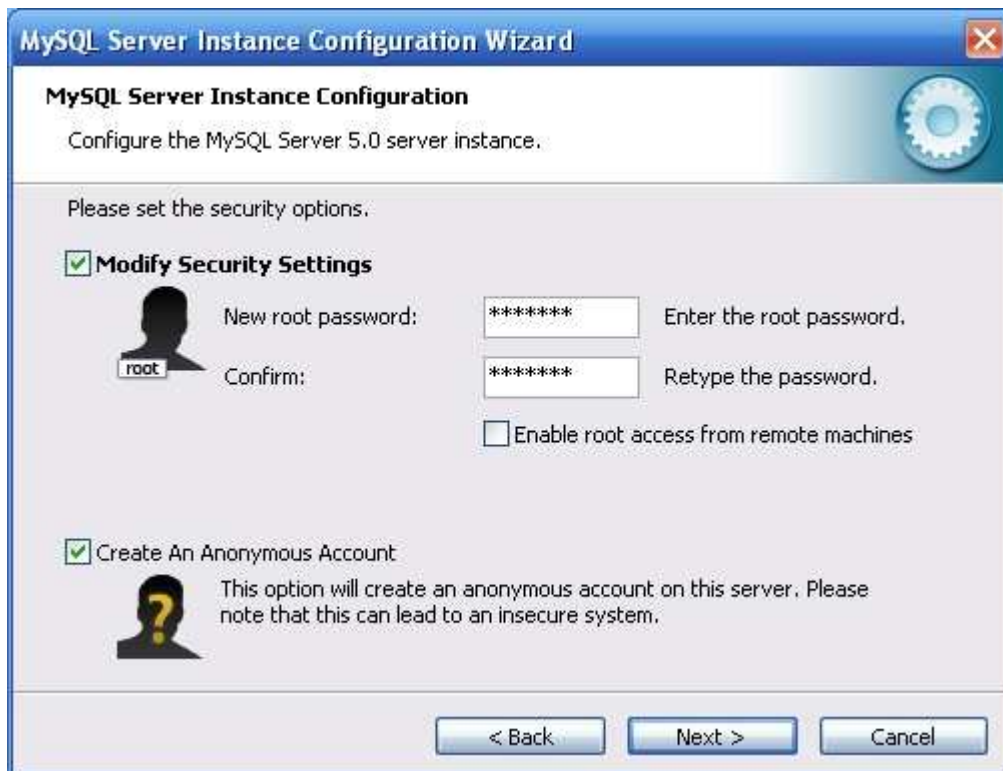 MySQL Server Instance Configuration Wizard
MySQL Server Instance Configuration
Configure the MySQL Server 5.0 server instance.
Please set the security options.
Modify Security Settings
root
New root password:
*******
Enter the root password.
Confirm:
*******
Retype the password.
Enable root access from remote machines
Create An Anonymous Account
?
This option will create an anonymous account on this server. Please
note that this can lead to an insecure system.
< Back
Next >
Cancel